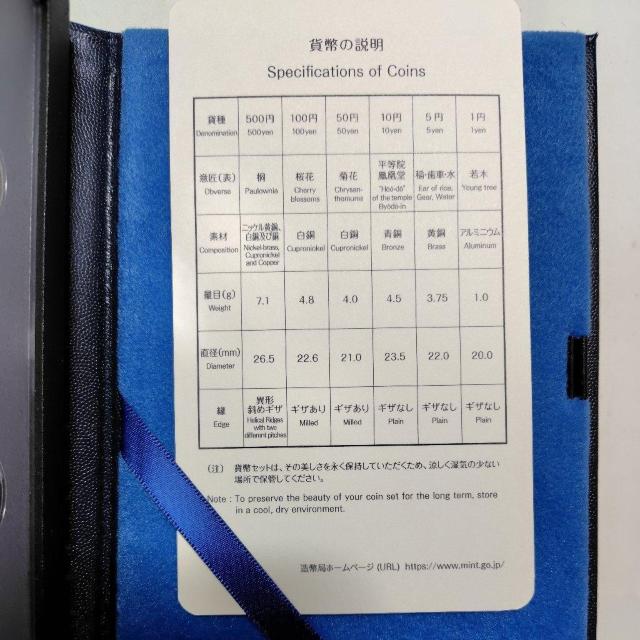 貨幣の説明
Specifications of Coins
貨種 500円 100円 50円 10円 5円 1円
Denomination 500yen 100yen 50yen 10yen 5yen 1yen
意匠(表) 桐 桜花 菊花 平等院 鳳凰堂 稲・歯車・水 若木
Obverse Paulownia Cherry blossoms Chrysan-themums "Hoō-dō" of the temple Byōdō-in Ear of rice, Gear, Water Young tree
素材 ニッケル黄銅、白銅及び銅 白銅 白銅 青銅 黄銅 アルミニウム
Composition Nickel-brass, Cupronickel and Copper Cupronickel Cupronickel Bronze Brass Aluminum
量目(g) 7.1 4.8 4.0 4.5 3.75 1.0
Weight
直径(mm) 26.5 22.6 21.0 23.5 22.0 20.0
Diameter
縁 異形 斜めギザ ギザあり ギザあり ギザなし ギザなし ギザなし
Edge Helical Ridges with two different pitches Milled Milled Plain Plain Plain
(注) 貨幣セットは、その美しさを永く保持していただくため、涼しく湿気の少ない
場所で保管してください。
Note : To preserve the beauty of your coin set for the long term, store
in a cool, dry environment.
造幣局ホームページ (URL) https://www.mint.go.jp/